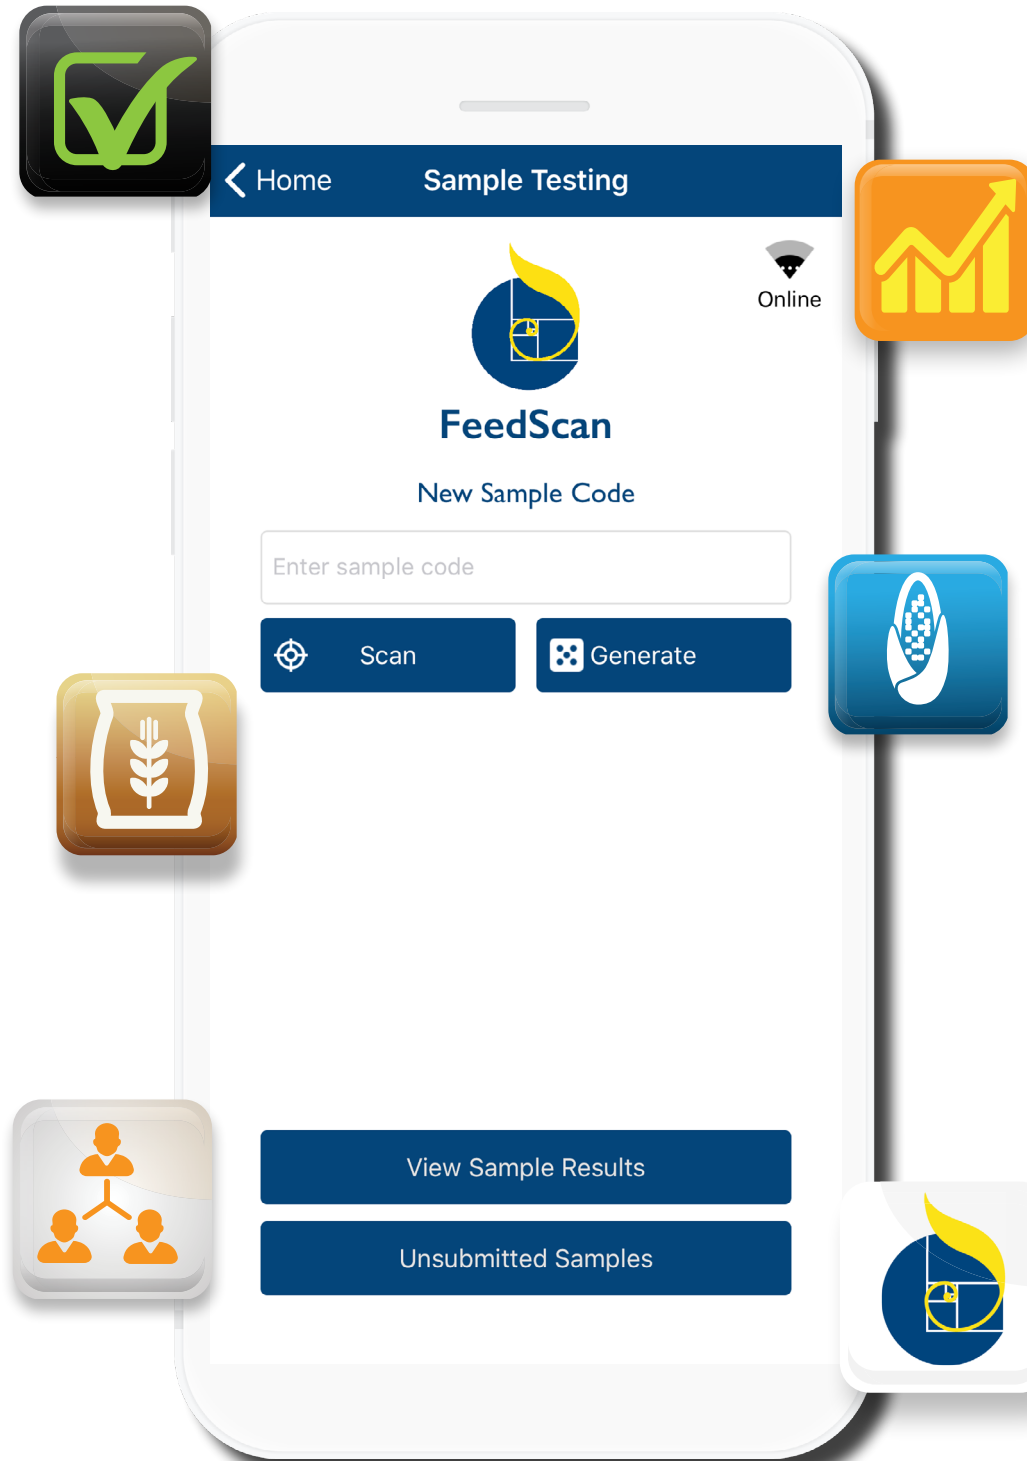 Home
Sample Testing
Online
FeedScan
New Sample Code
Enter sample code
Scan
Generate
View Sample Results
Unsubmitted Samples